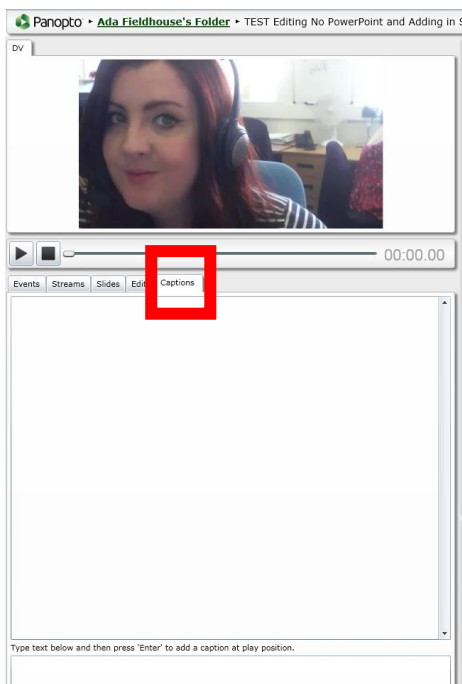 Panopto ‣ Ada Fieldhouse's Folder ‣ TEST Editing No PowerPoint and Adding in
DV
00:00.00
Events Streams Slides Edit Captions
Type text below and then press 'Enter' to add a caption at play position.